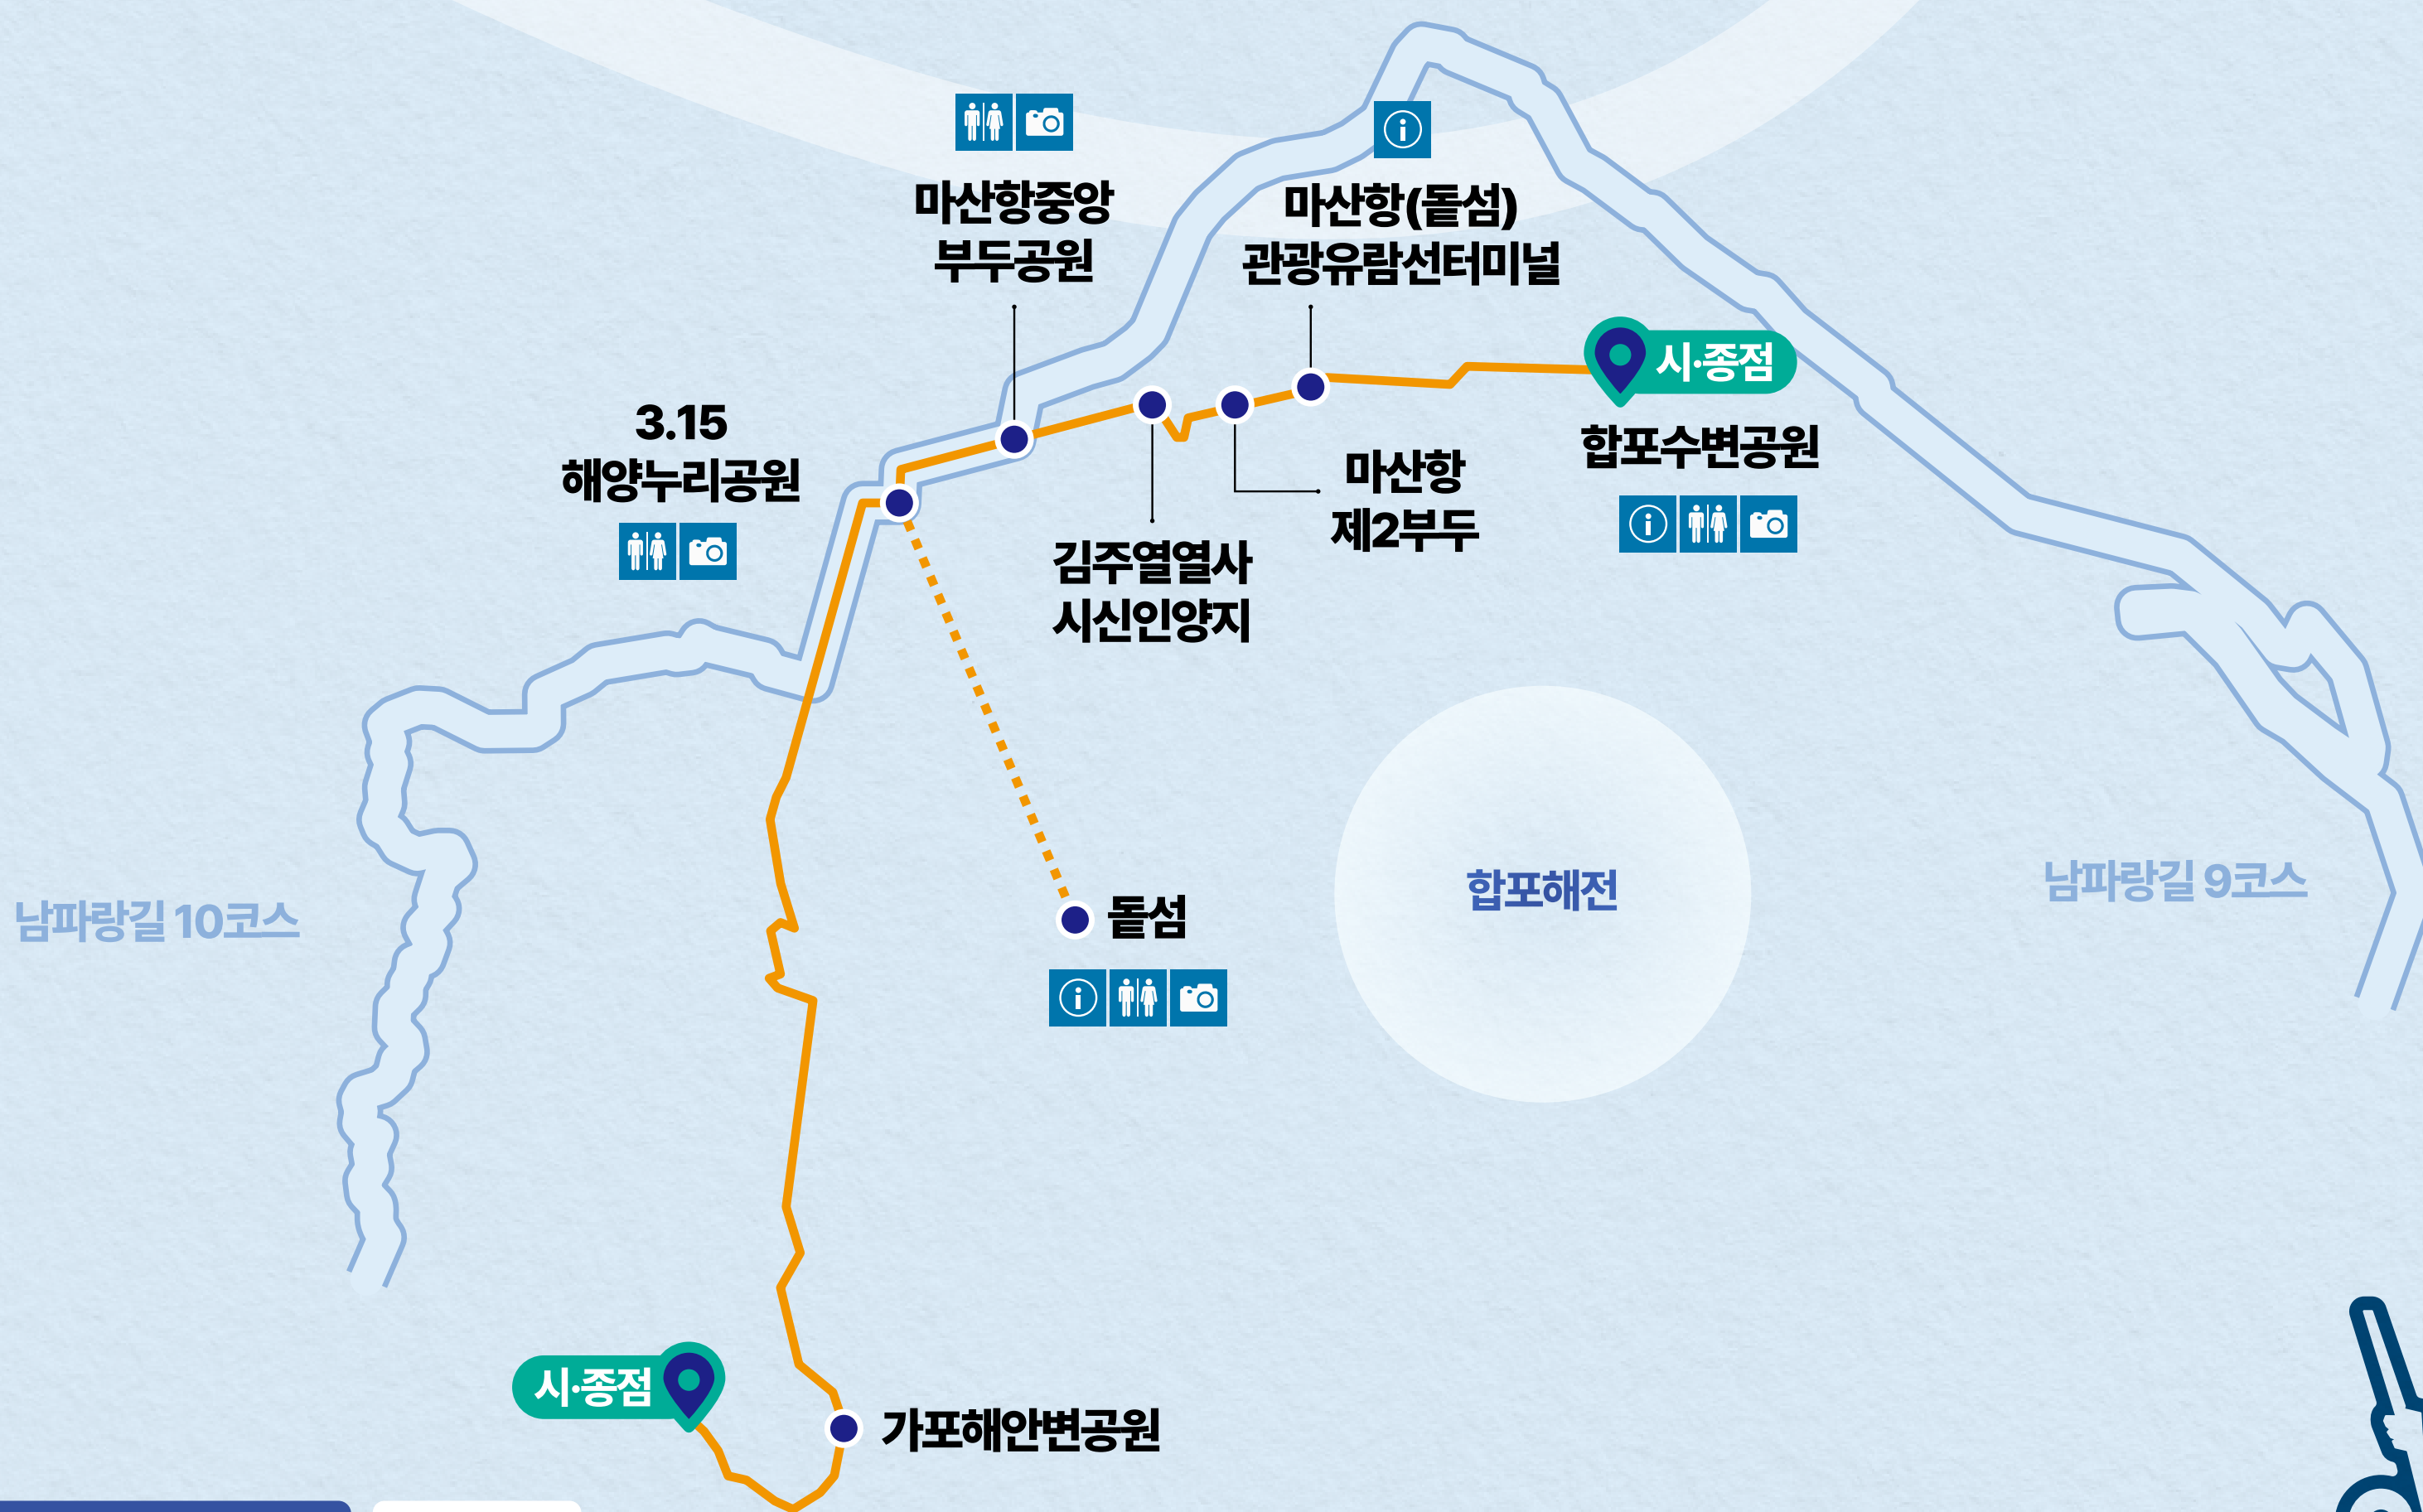 마산항중앙
부두공원
마산항(돝섬)
관광유람선터미널
시·종점
합포수변공원
3.15
해양누리공원
마산항
제2부두
김주열열사
시신인양지
합포해전
남파랑길 9코스
남파랑길 10코스
돝섬
시·종점
가포해안변공원